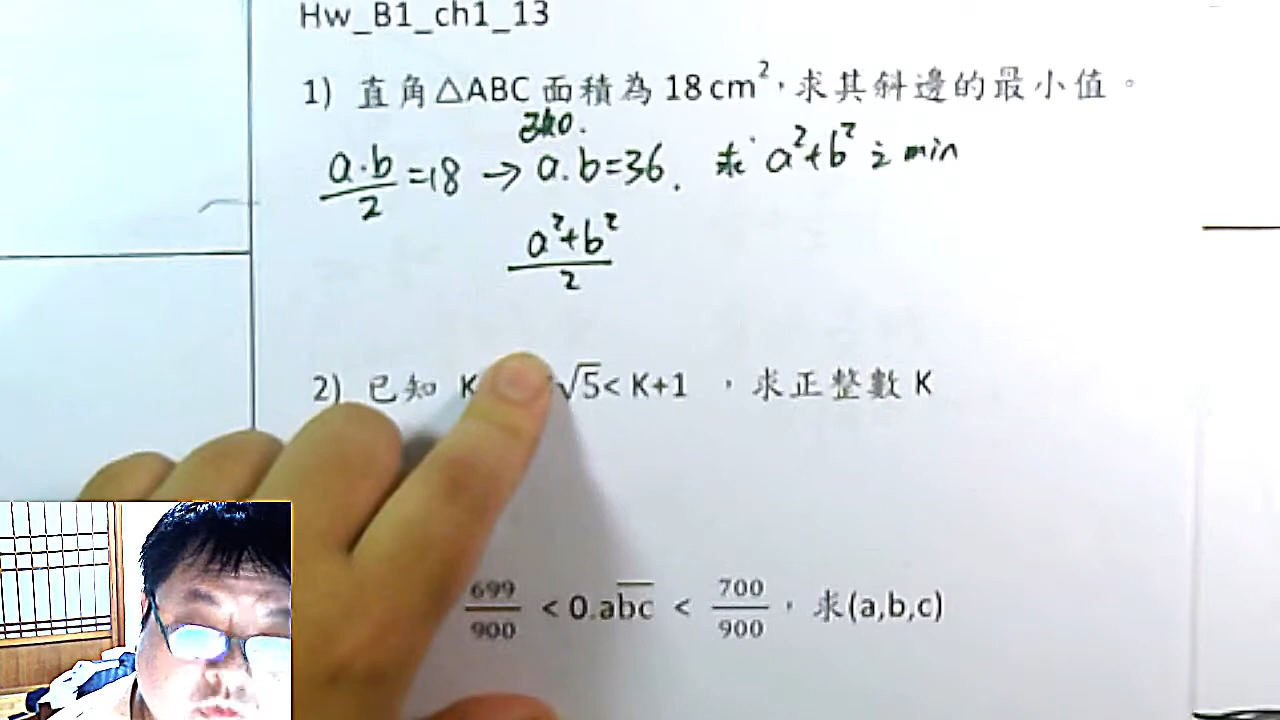 Hw_B1_ch1_13
1) 直角△ABC 面積為 18 cm²，求其斜邊的最小值。
a·b/2 = 18 → a.b=36. 求 a²+b² 之 min
a²+b²/2
2) 已知 K √5< K+1 ，求正整數 K
699/900 < 0.a\overline{bc} < 700/900 ，求(a,b,c)